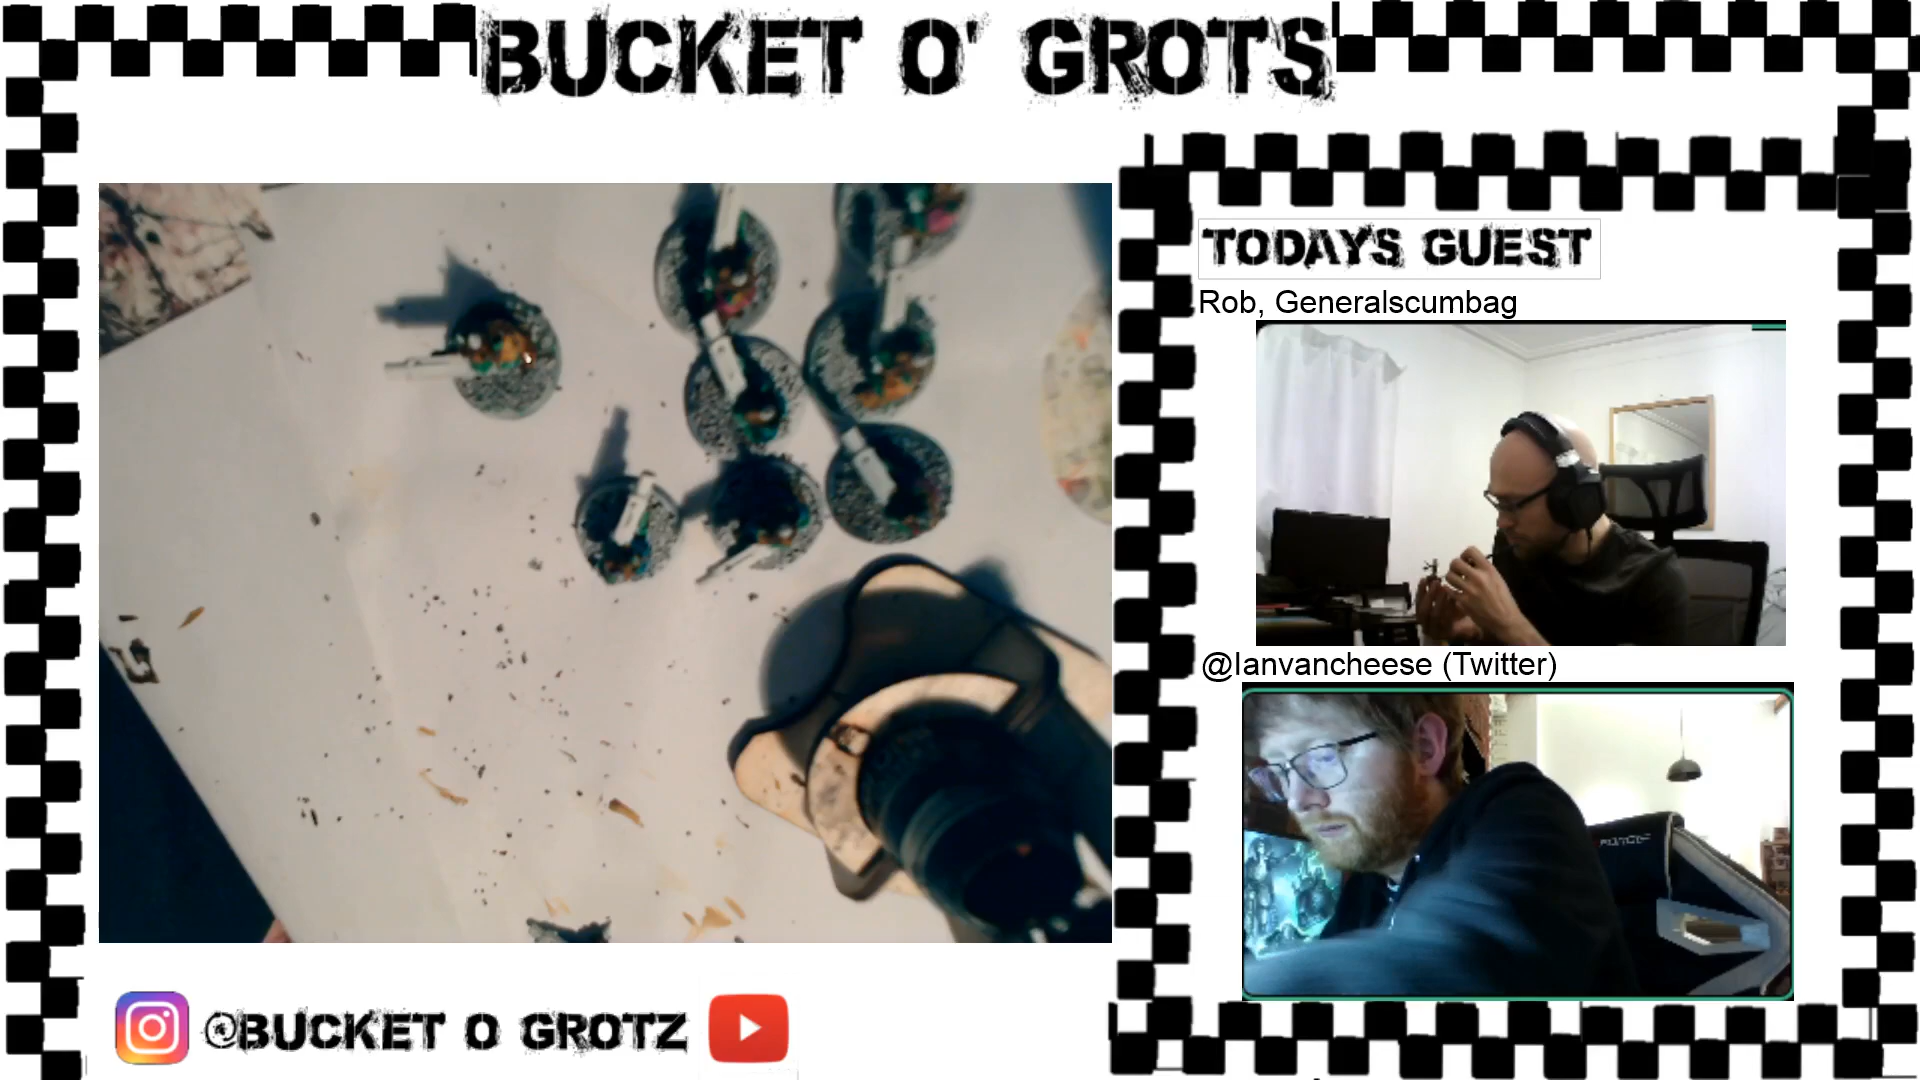 BUCKET O' GROTS
TODAYS GUEST
Rob, Generalscumbag
@Ianvancheese (Twitter)
@BUCKET O GROTZ